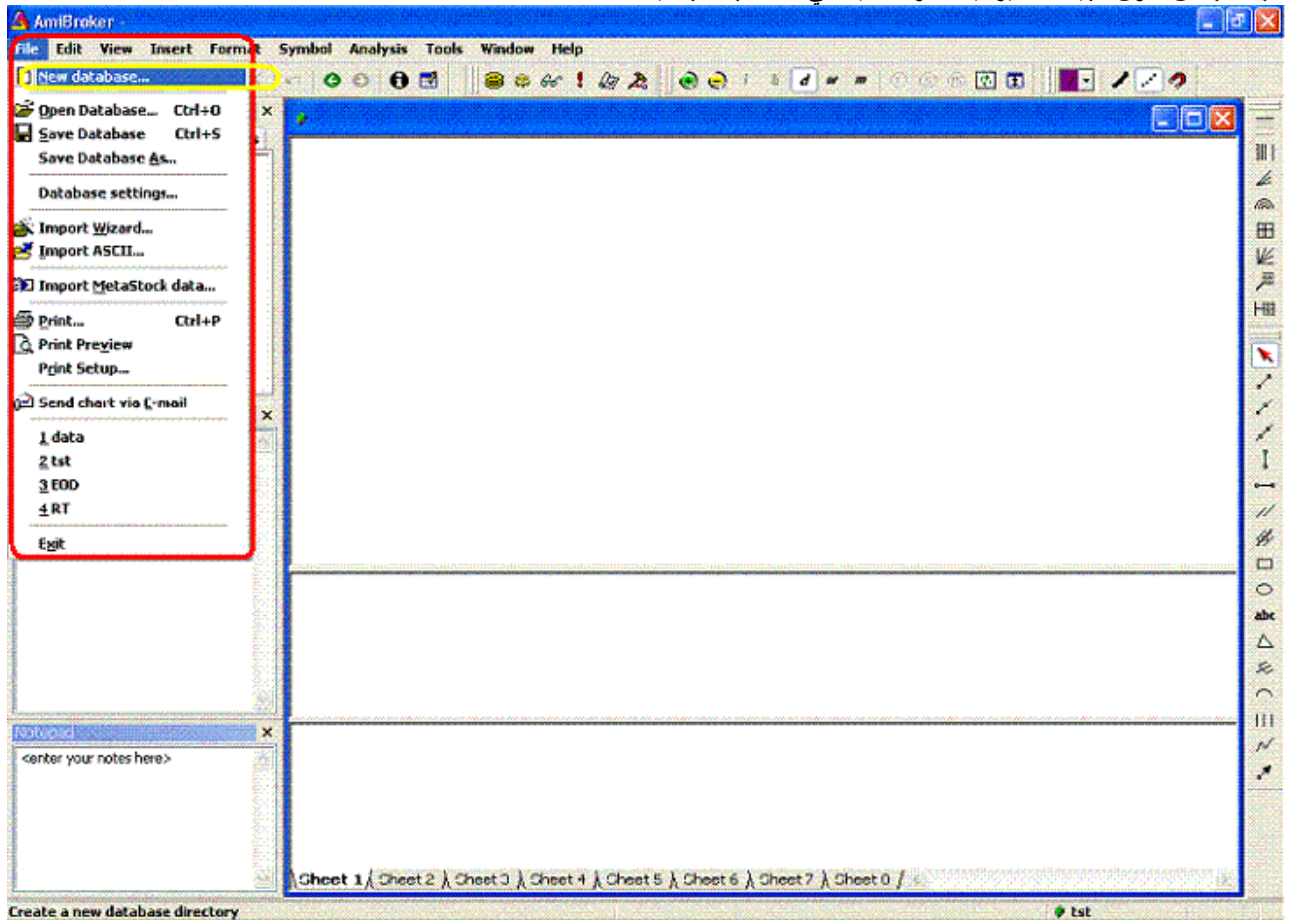 AmiBroker -
File Edit View Insert Format Symbol Analysis Tools Window Help
New database...
Open Database... Ctrl+O
Save Database Ctrl+S
Save Database As...
Database settings...
Import Wizard...
Import ASCII...
Import MetaStock data...
Print... Ctrl+P
Print Preview
Print Setup...
Send chart via E-mail
1 data
2 tst
3 EOD
4 RT
Exit
abc
Notepad
<enter your notes here>
Sheet 1 Sheet 2 Sheet 3 Sheet 4 Sheet 5 Sheet 6 Sheet 7 Sheet 8
Create a new database directory
tst